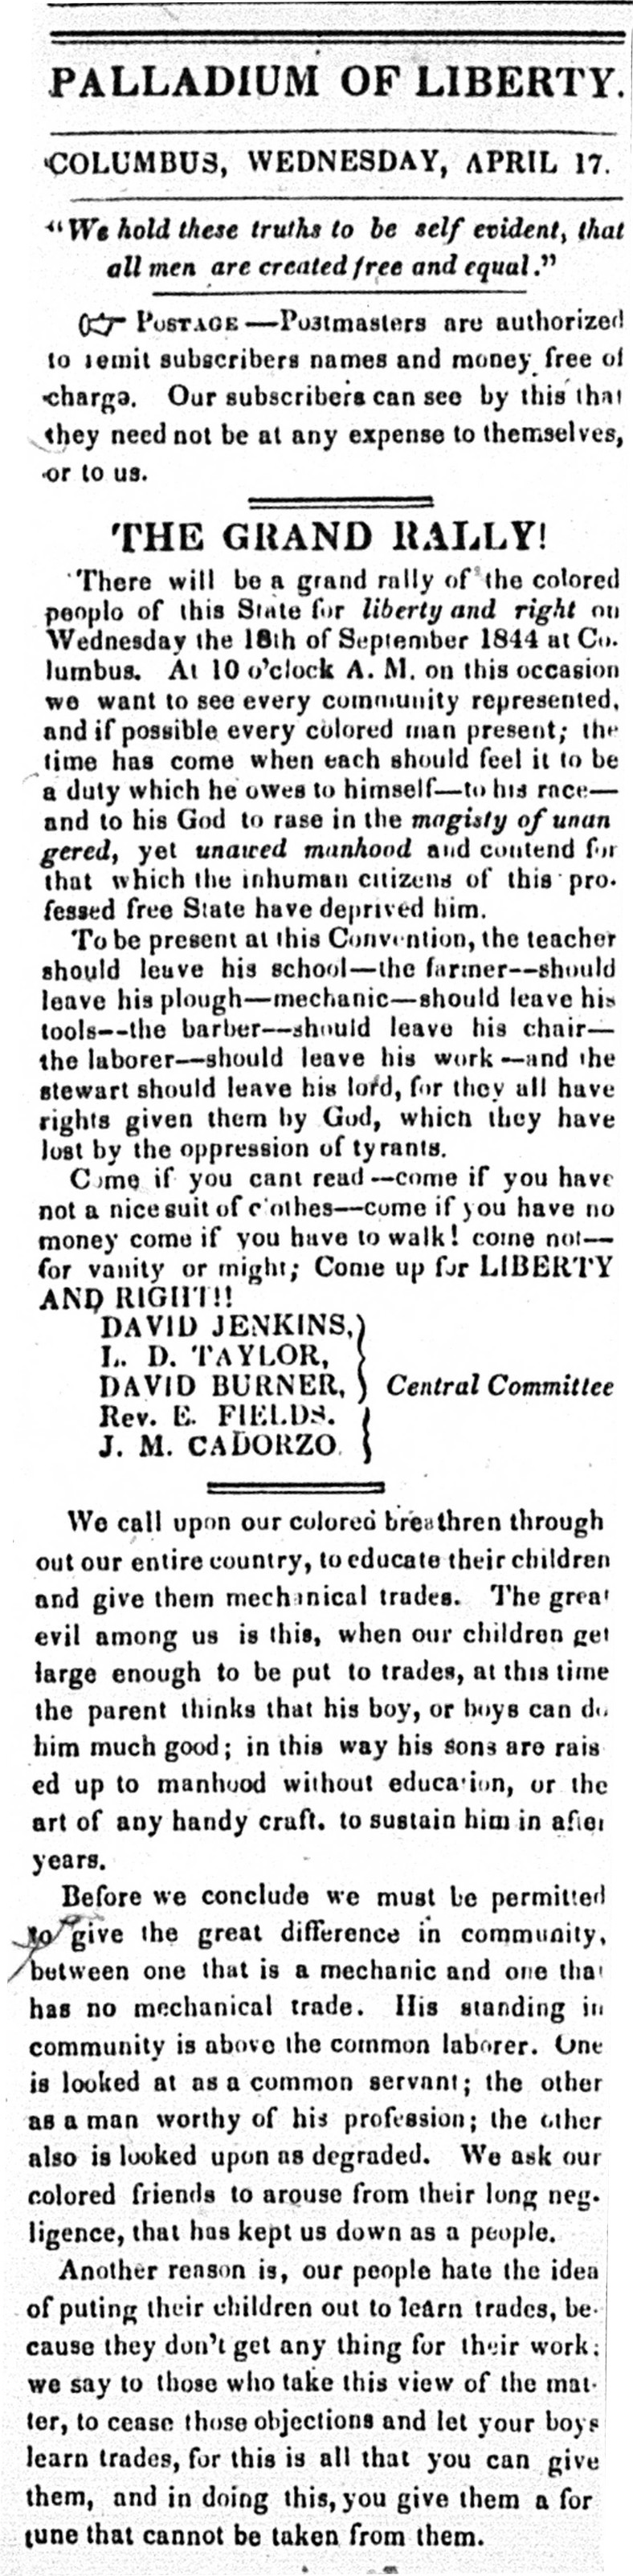 PALLADIUM OF LIBERTY.
COLUMBUS, WEDNESDAY, APRIL 17.
"We hold these truths to be self evident, that
all men are created free and equal."
☞ POSTAGE—Postmasters are authorized
to remit subscribers names and money free of
charge. Our subscribers can see by this that
they need not be at any expense to themselves,
or to us.
THE GRAND RALLY!
There will be a grand rally of the colored
peoplo of this State for liberty and right on
Wednesday the 18th of September 1844 at Co-
lumbus. At 10 o'clock A. M. on this occasion
we want to see every community represented,
and if possible every colored man present; the
time has come when each should feel it to be
a duty which he owes to himself—to his race—
and to his God to rase in the magisty of unan
gered, yet unawed manhood and contend for
that which the inhuman citizens of this pro-
fessed free State have deprived him.
To be present at this Convention, the teacher
should leave his school—the farmer--should
leave his plough—mechanic—should leave his
tools--the barber--should leave his chair—
the laborer--should leave his work—and the
stewart should leave his lord, for they all have
rights given them by God, which they have
lost by the oppression of tyrants.
Come if you cant read—come if you have
not a nice suit of clothes—come if you have no
money come if you have to walk! come not—
for vanity or might; Come up for LIBERTY
AND RIGHT!!
DAVID JENKINS,
L. D. TAYLOR,
DAVID BURNER, Central Committee
Rev. E. FIELDS.
J. M. CADORZO
We call upon our colored breathren through
out our entire country, to educate their children
and give them mechanical trades. The great
evil among us is this, when our children get
large enough to be put to trades, at this time
the parent thinks that his boy, or boys can do
him much good; in this way his sons are rais
ed up to manhood without education, or the
art of any handy craft. to sustain him in after
years.
Before we conclude we must be permitted
to give the great difference in community,
between one that is a mechanic and one that
has no mechanical trade. His standing in
community is above the common laborer. One
is looked at as a common servant; the other
as a man worthy of his profession; the other
also is looked upon as degraded. We ask our
colored friends to arouse from their long neg-
ligence, that has kept us down as a people.
Another reason is, our people hate the idea
of puting their children out to learn trades, be-
cause they don't get any thing for their work;
we say to those who take this view of the mat-
ter, to cease those objections and let your boys
learn trades, for this is all that you can give
them, and in doing this, you give them a for
tune that cannot be taken from them.